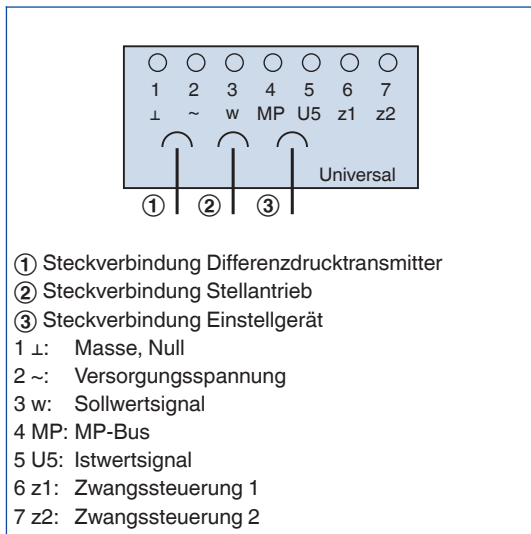 1 2 3 4 5 6 7
⊥ ~ w MP U5 z1 z2
Universal
① ② ③
① Steckverbindung Differenzdrucktransmitter
② Steckverbindung Stellantrieb
③ Steckverbindung Einstellgerät
1 ⊥: Masse, Null
2 ~: Versorgungsspannung
3 w: Sollwertsignal
4 MP: MP-Bus
5 U5: Istwertsignal
6 z1: Zwangssteuerung 1
7 z2: Zwangssteuerung 2